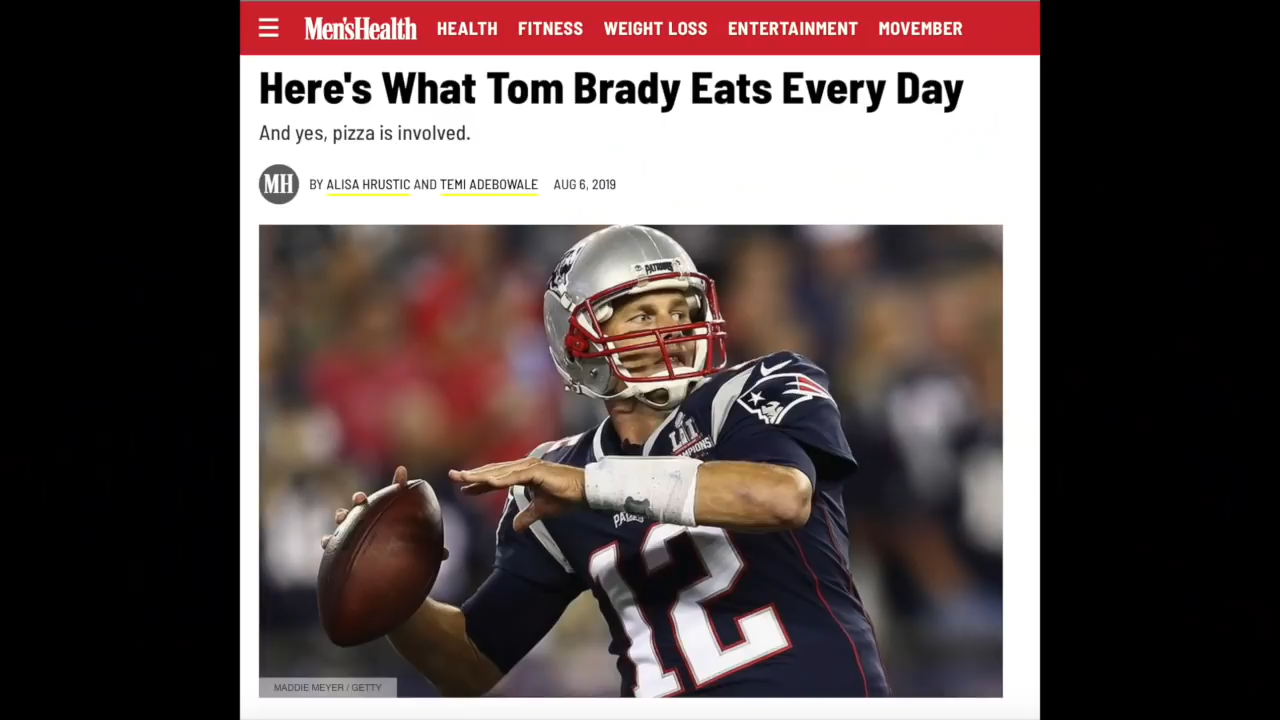 Men'sHealth HEALTH FITNESS WEIGHT LOSS ENTERTAINMENT MOVEMBER
Here's What Tom Brady Eats Every Day
And yes, pizza is involved.
MH BY ALISA HRUSTIC AND TEMI ADEBOWALE AUG 6, 2019
PATRIOTS
LI
CHAMPIONS
12
MADDIE MEYER / GETTY